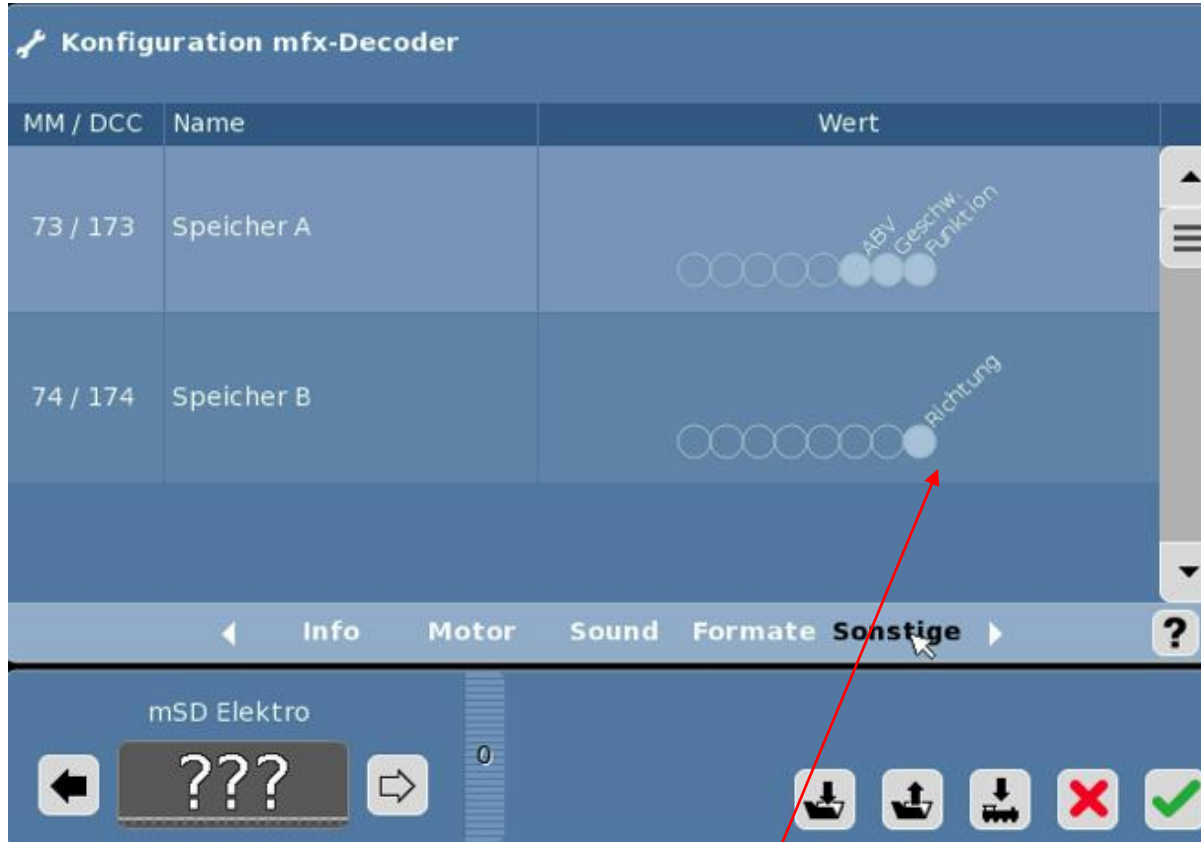 Konfiguration mfx-Decoder
MM / DCC Name Wert
73 / 173 Speicher A ABV Geschw. Funktion
74 / 174 Speicher B Richtung
Info Motor Sound Formate Sonstige ?
mSD Elektro
??? 0